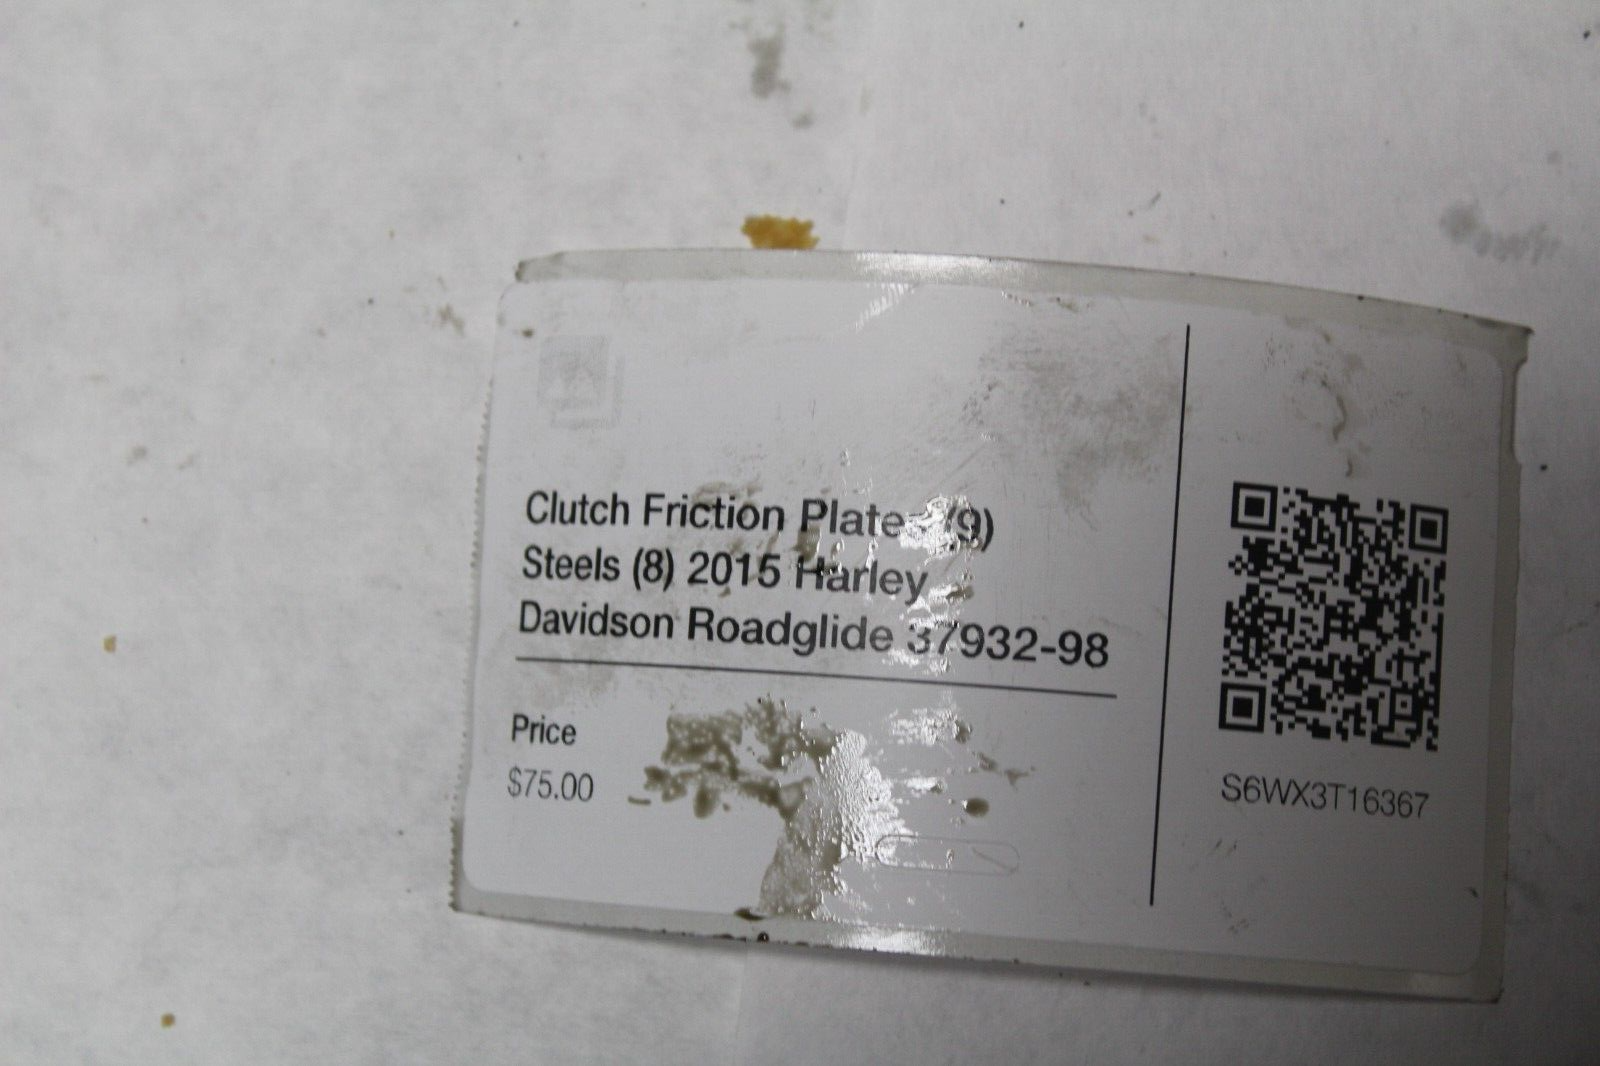 Clutch Friction Plates (9)
Steels (8) 2015 Harley
Davidson Roadglide 37932-98
Price
$75.00
S6WX3T16367